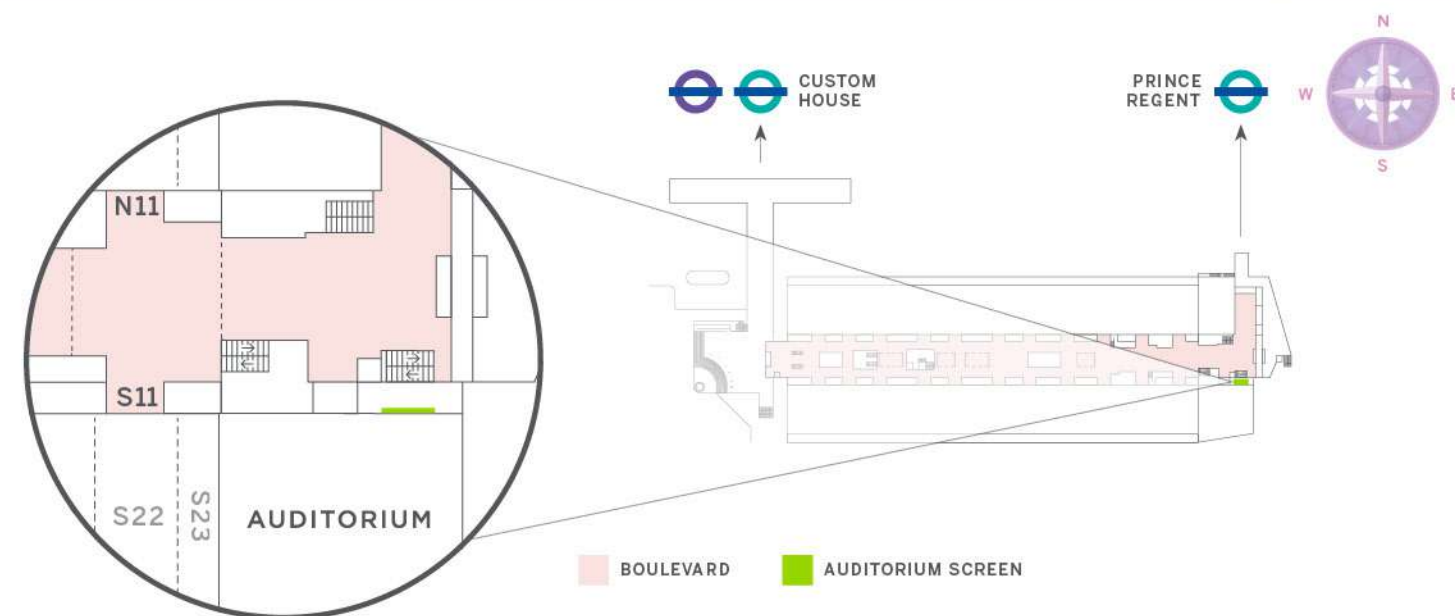 N
CUSTOM
HOUSE
PRINCE
REGENT
W
E
S
N11
S11
S22
S23
AUDITORIUM
BOULEVARD
AUDITORIUM SCREEN